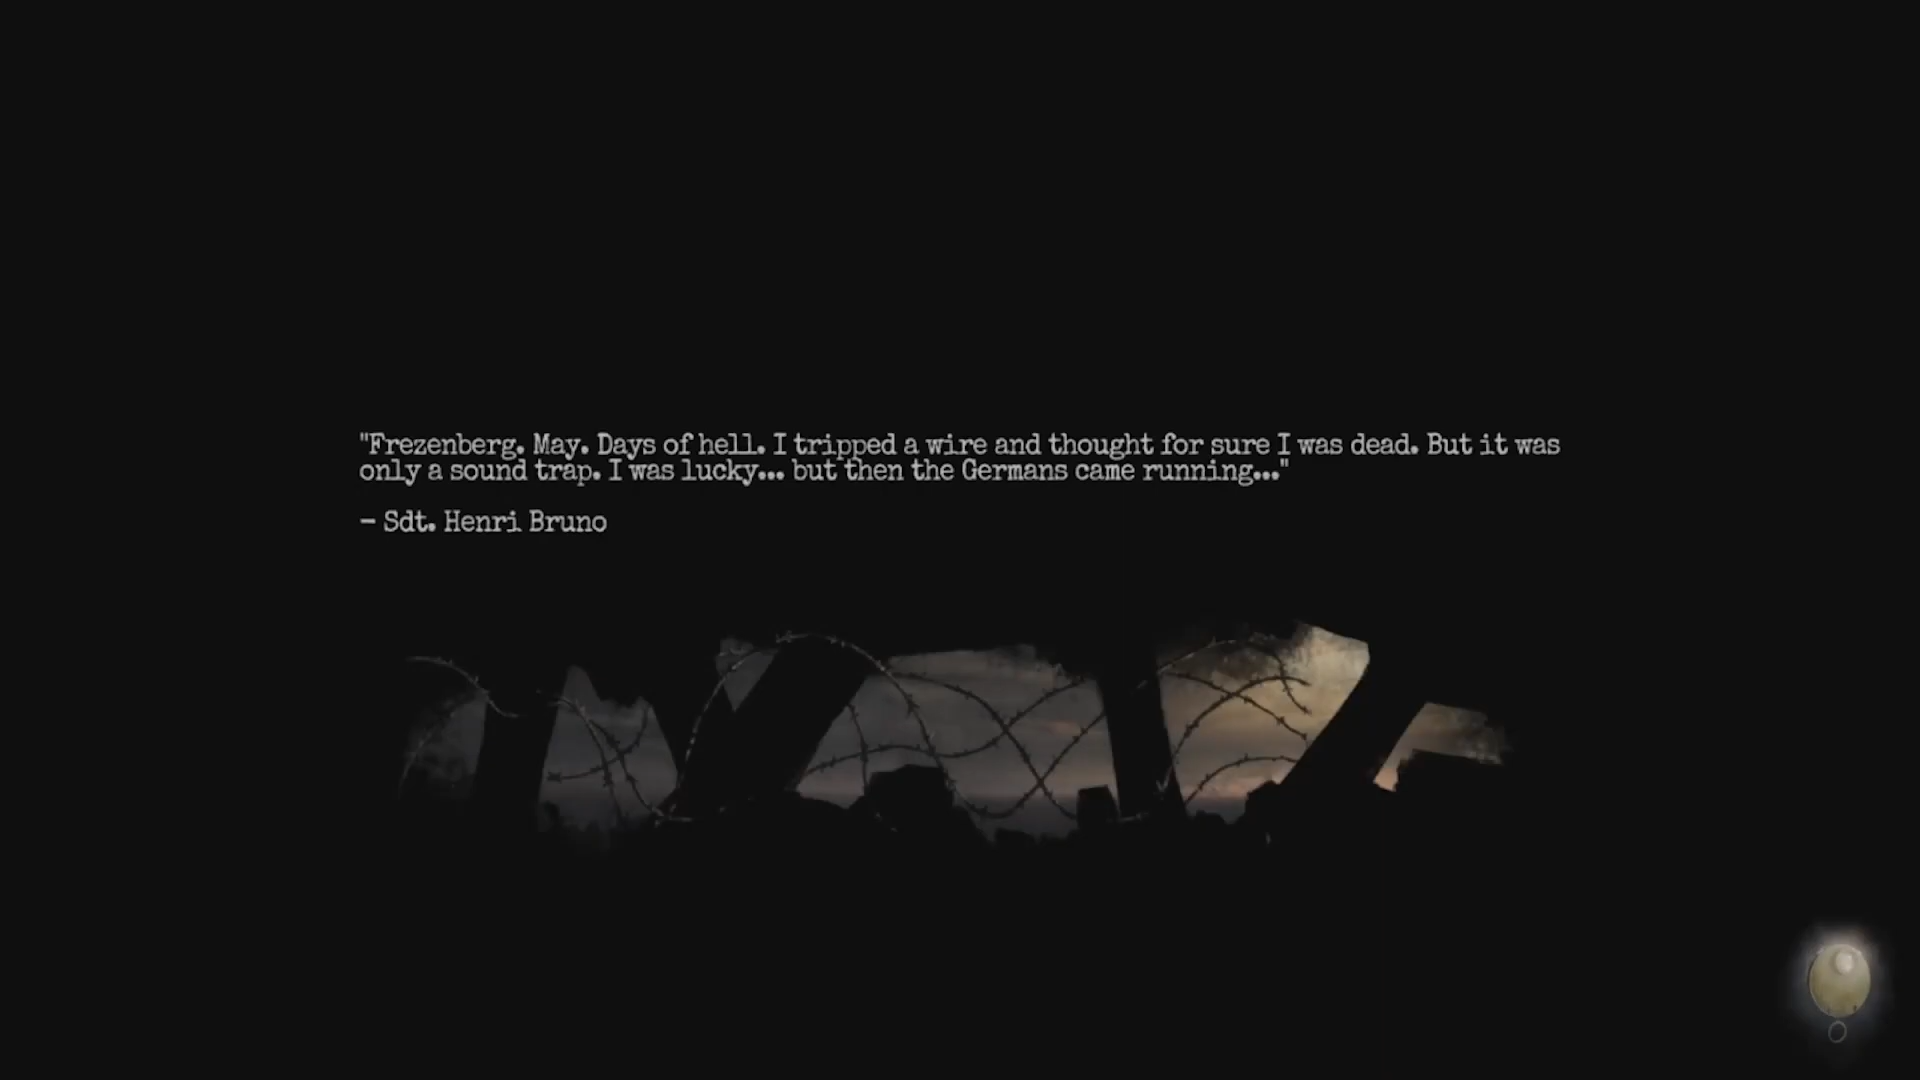 "Frezenberg. May. Days of hell. I tripped a wire and thought for sure I was dead. But it was
only a sound trap. I was lucky... but then the Germans came running..."
- Sdt. Henri Bruno